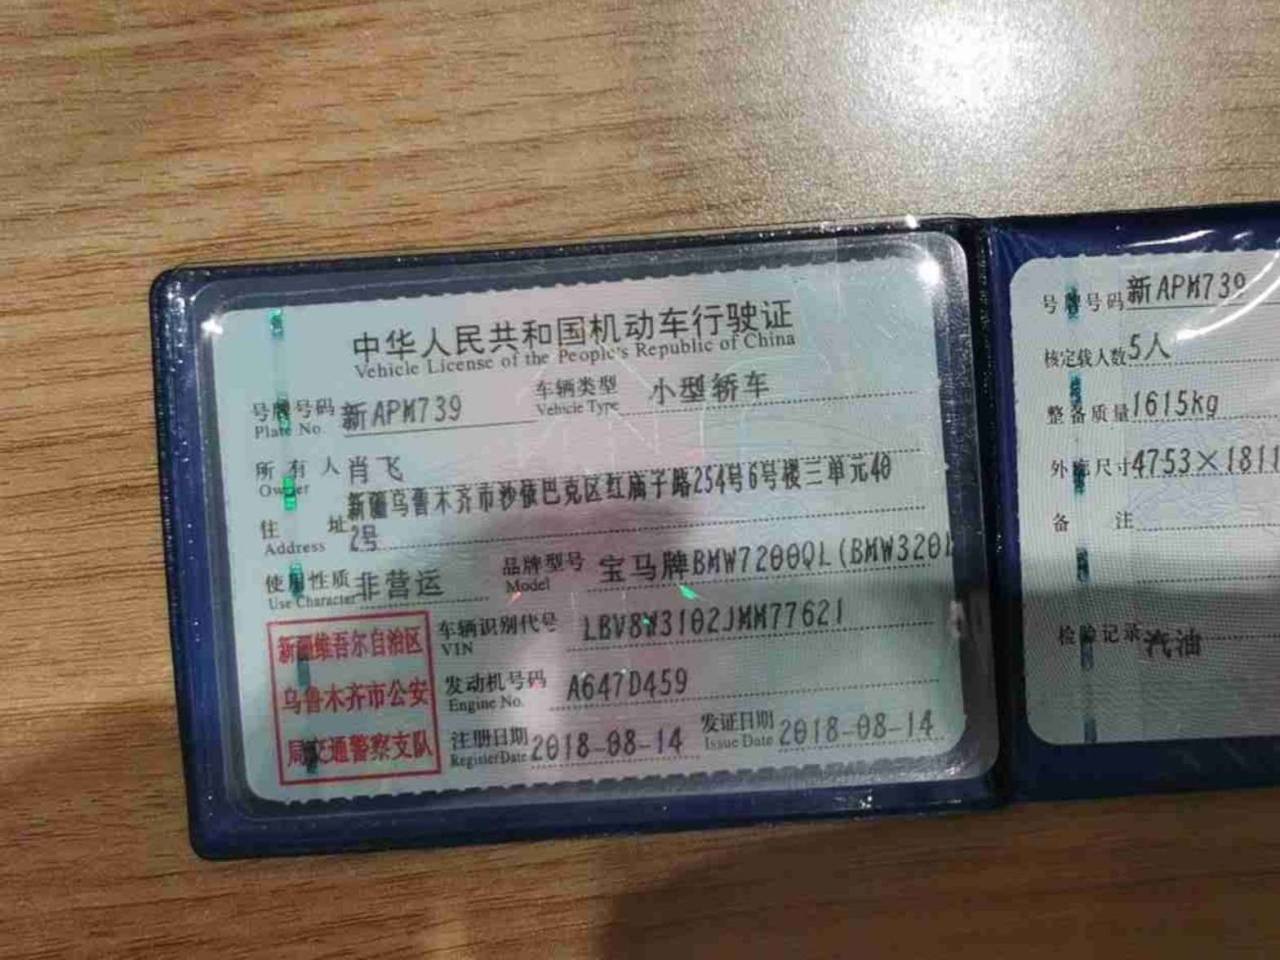 中华人民共和国机动车行驶证
Vehicle License of the People's Republic of China
号牌号码 新APM739 车辆类型 小型轿车
Plate No. Vehicle Type
所有人 肖飞
Owner
住址 新疆乌鲁木齐市沙依巴克区红庙子路254号6号楼三单元40
Address 2号
使用性质 非营运 品牌型号 宝马牌BMW7200QL(BMW320l
Use Character Model
车辆识别代号 LBV8W3102JMM77621
VIN
发动机号码 A647D459
Engine No.
注册日期 2018-08-14 发证日期 2018-08-14
Register Date Issue Date
新疆维吾尔自治区
乌鲁木齐市公安
局交通警察支队
号牌号码 新APM739
核定载人数 5人
整备质量 1615kg
外廓尺寸 4753×1811
备注
检验记录 汽油